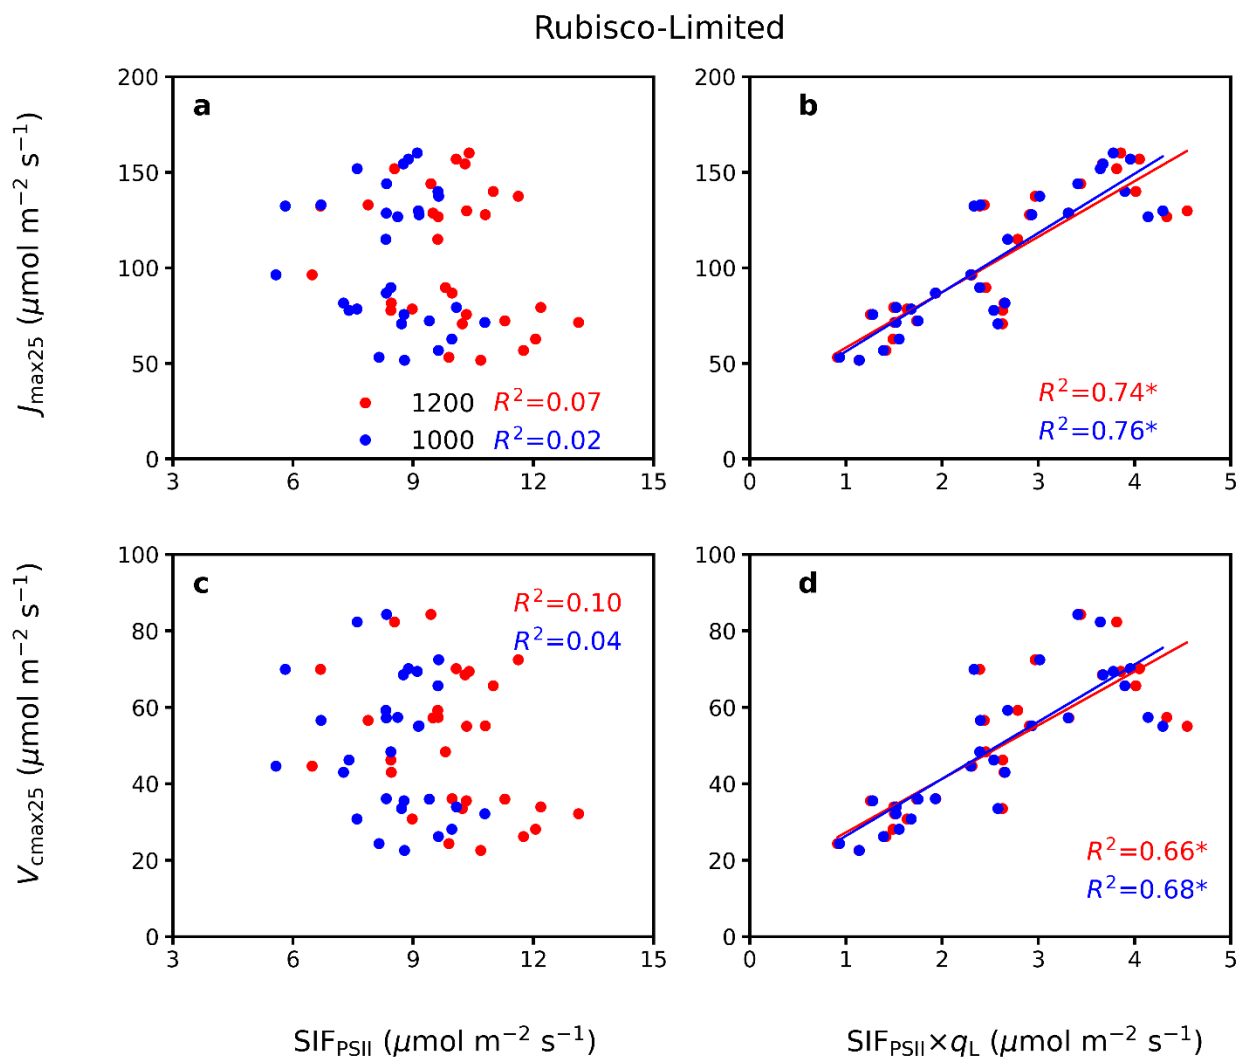 Rubisco-Limited
a
J_max25 (μmol m⁻² s⁻¹)
200
150
100
50
0
1200 R²=0.07
1000 R²=0.02
3 6 9 12 15
b
200
150
100
50
0
R²=0.74*
R²=0.76*
0 1 2 3 4 5
c
V_cmax25 (μmol m⁻² s⁻¹)
100
80
60
40
20
0
R²=0.10
R²=0.04
3 6 9 12 15
SIF_PSII (μmol m⁻² s⁻¹)
d
100
80
60
40
20
0
R²=0.66*
R²=0.68*
0 1 2 3 4 5
SIF_PSII×q_L (μmol m⁻² s⁻¹)